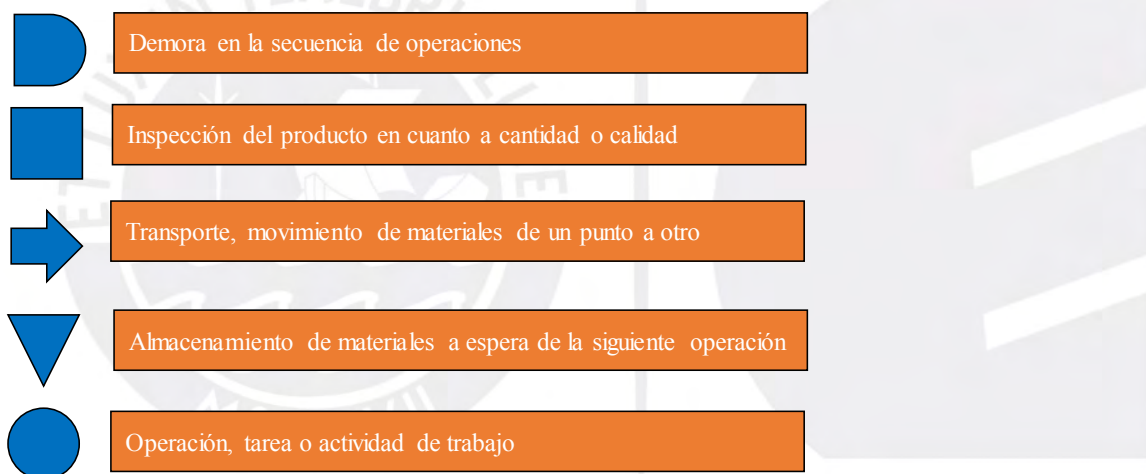 Demora en la secuencia de operaciones
Inspección del producto en cuanto a cantidad o calidad
Transporte, movimiento de materiales de un punto a otro
Almacenamiento de materiales a espera de la siguiente operación
Operación, tarea o actividad de trabajo